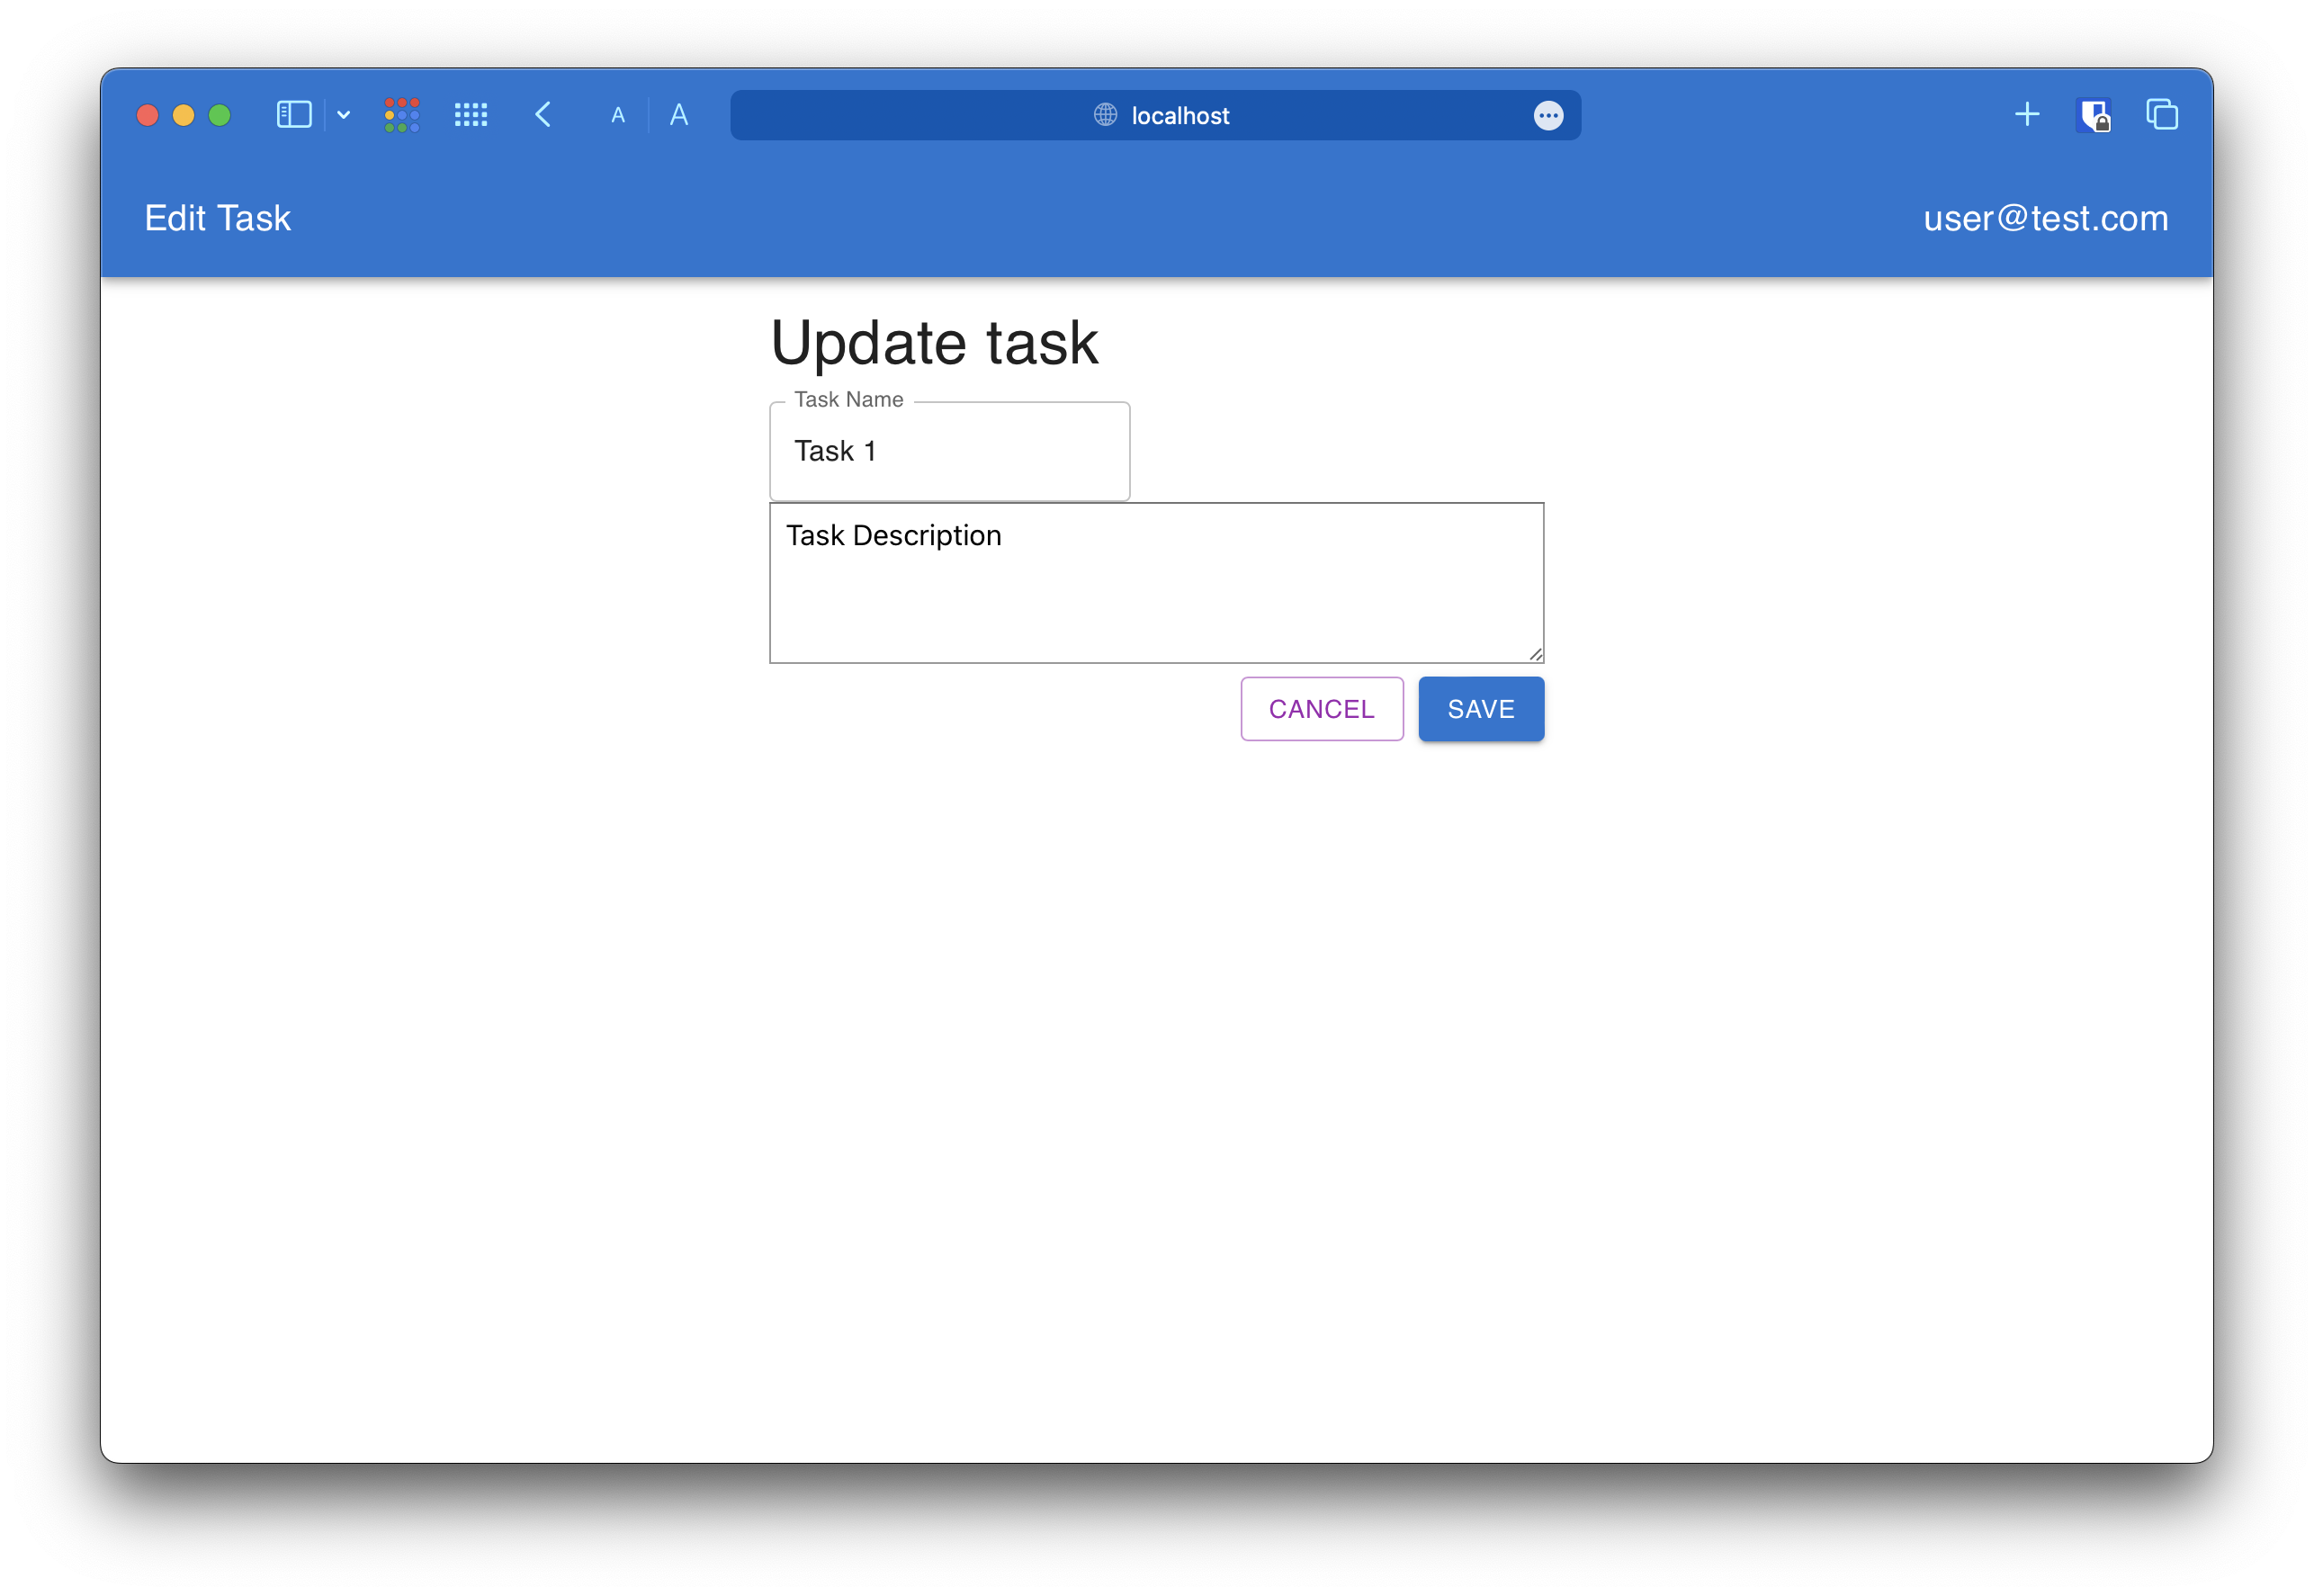 A A localhost
Edit Task user@test.com
Update task
Task Name
Task 1
Task Description
CANCEL SAVE